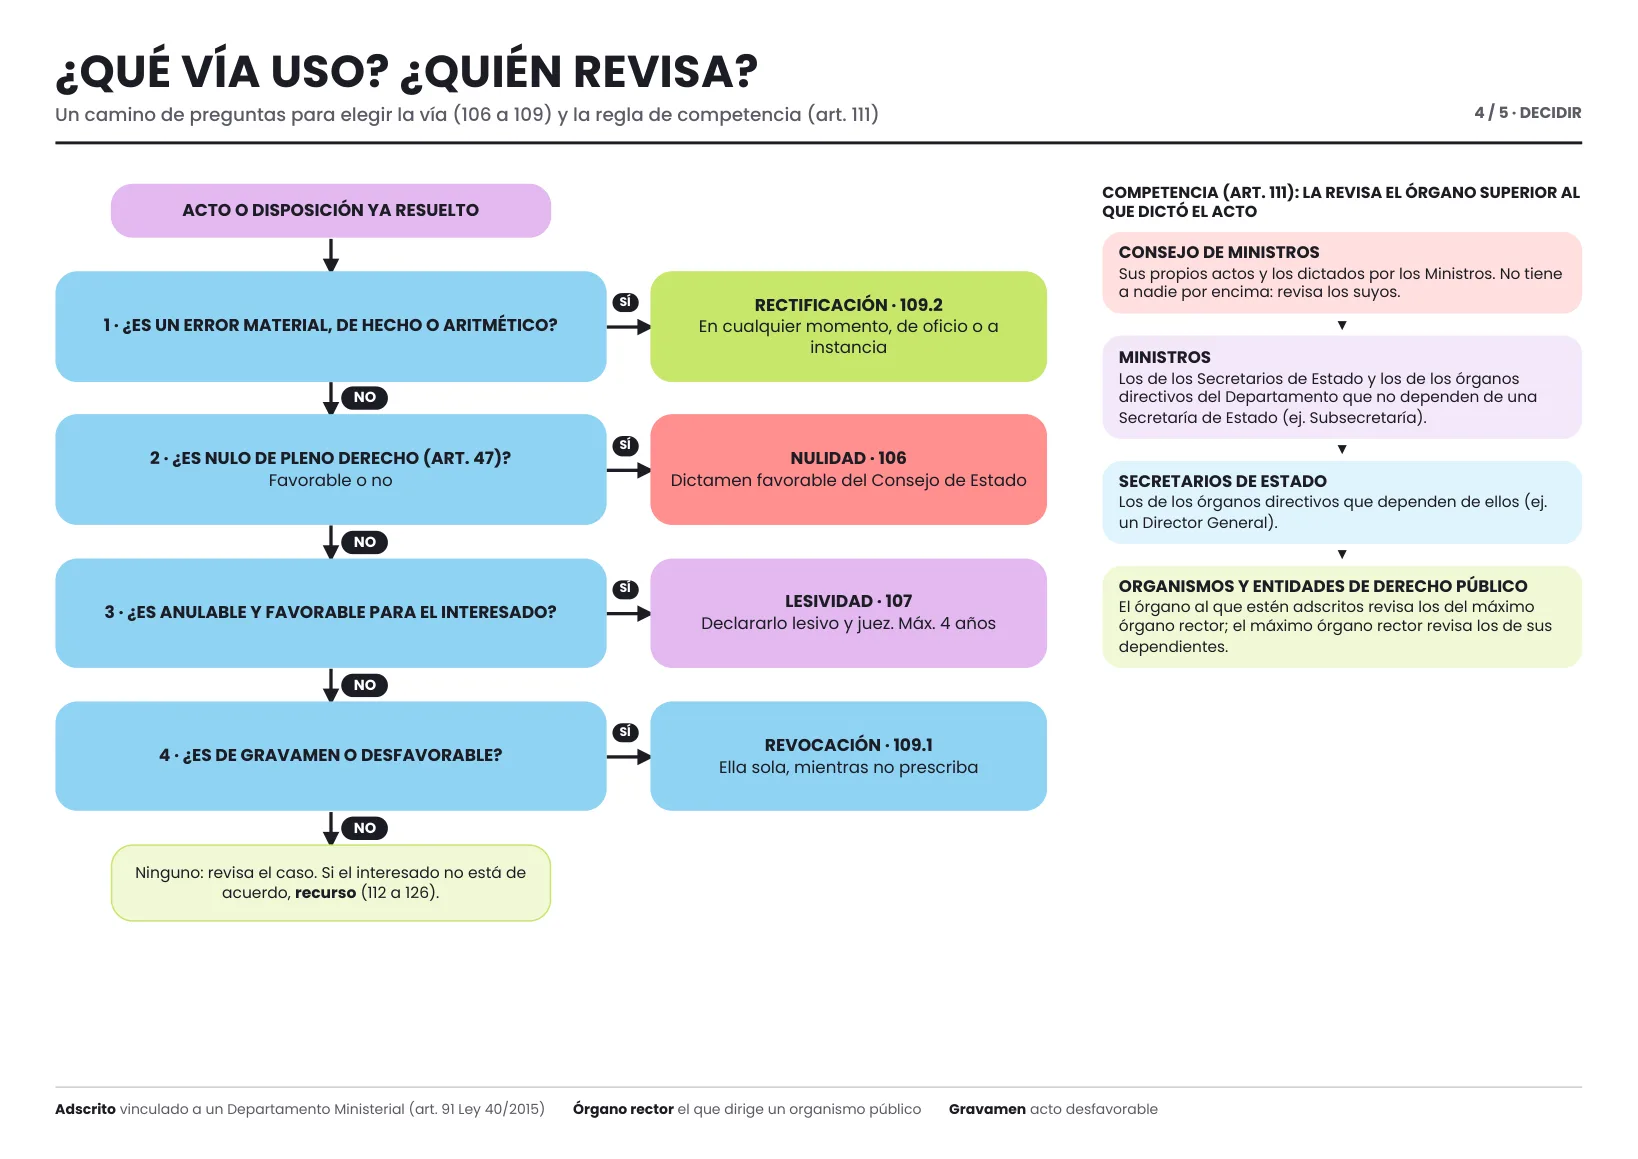 ¿QUÉ VÍA USO? ¿QUIÉN REVISA?
Un camino de preguntas para elegir la vía (106 a 109) y la regla de competencia (art. 111)
4 / 5 · DECIDIR
ACTO O DISPOSICIÓN YA RESUELTO
1 · ¿ES UN ERROR MATERIAL, DE HECHO O ARITMÉTICO?
SÍ
RECTIFICACIÓN · 109.2
En cualquier momento, de oficio o a
instancia
NO
2 · ¿ES NULO DE PLENO DERECHO (ART. 47)?
Favorable o no
SÍ
NULIDAD · 106
Dictamen favorable del Consejo de Estado
NO
3 · ¿ES ANULABLE Y FAVORABLE PARA EL INTERESADO?
SÍ
LESIVIDAD · 107
Declararlo lesivo y juez. Máx. 4 años
NO
4 · ¿ES DE GRAVAMEN O DESFAVORABLE?
SÍ
REVOCACIÓN · 109.1
Ella sola, mientras no prescriba
NO
Ninguno: revisa el caso. Si el interesado no está de
acuerdo, recurso (112 a 126).
COMPETENCIA (ART. 111): LA REVISA EL ÓRGANO SUPERIOR AL
QUE DICTÓ EL ACTO
CONSEJO DE MINISTROS
Sus propios actos y los dictados por los Ministros. No tiene
a nadie por encima: revisa los suyos.
MINISTROS
Los de los Secretarios de Estado y los de los órganos
directivos del Departamento que no dependen de una
Secretaría de Estado (ej. Subsecretaría).
SECRETARIOS DE ESTADO
Los de los órganos directivos que dependen de ellos (ej.
un Director General).
ORGANISMOS Y ENTIDADES DE DERECHO PÚBLICO
El órgano al que estén adscritos revisa los del máximo
órgano rector; el máximo órgano rector revisa los de sus
dependientes.
Adscrito vinculado a un Departamento Ministerial (art. 91 Ley 40/2015) Órgano rector el que dirige un organismo público Gravamen acto desfavorable